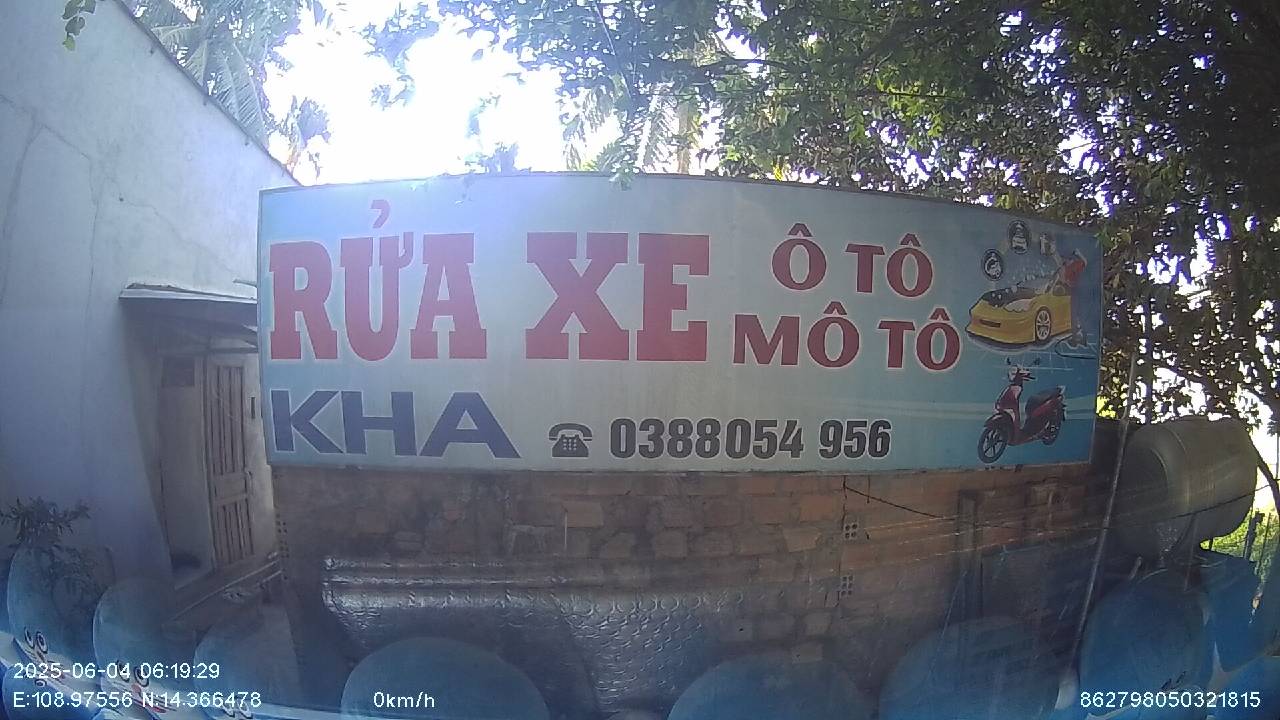 RỬA XE Ô TÔ
MÔ TÔ
KHA ☎ 0388054 956
2025-06-04 06:19:29
E:108.97556 N:14.366478 0km/h 862798050321815